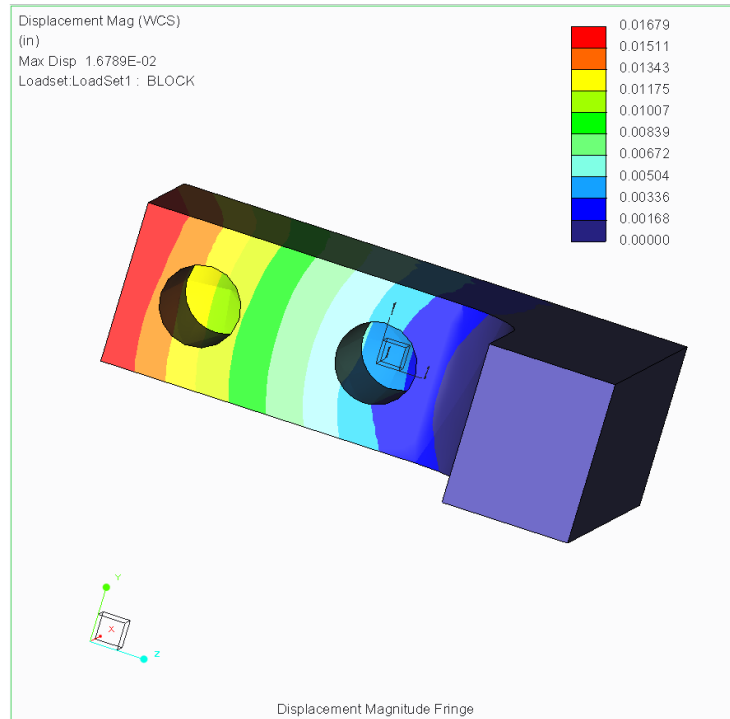 Displacement Mag (WCS)
(in)
Max Disp 1.6789E-02
Loadset:LoadSet1 : BLOCK
0.01679
0.01511
0.01343
0.01175
0.01007
0.00839
0.00672
0.00504
0.00336
0.00168
0.00000
Y
X
Z
Displacement Magnitude Fringe